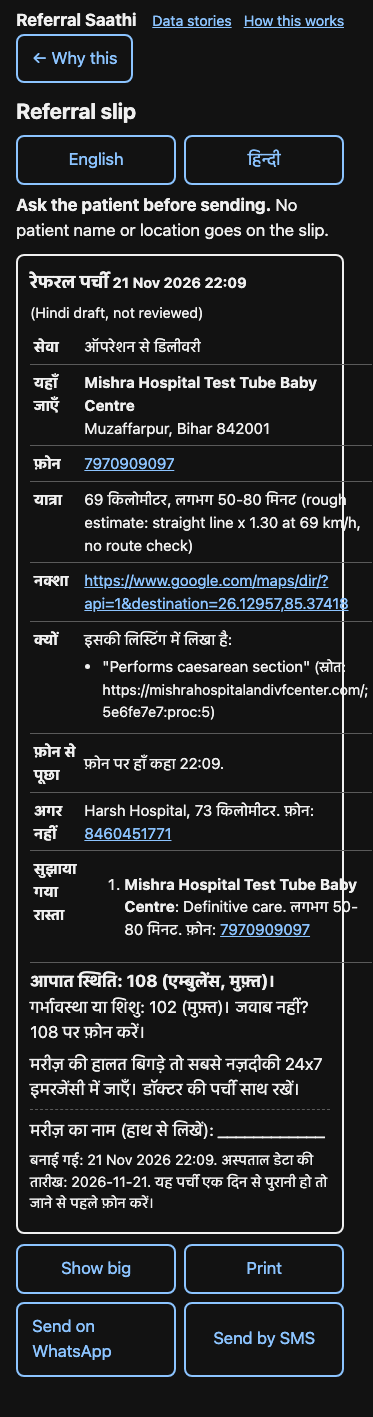 Referral Saathi Data stories How this works
← Why this
Referral slip
English हिन्दी
Ask the patient before sending. No
patient name or location goes on the slip.
रेफरल पर्ची 21 Nov 2026 22:09
(Hindi draft, not reviewed)
सेवा ऑपरेशन से डिलीवरी
यहाँ जाएँ Mishra Hospital Test Tube Baby
Centre
Muzaffarpur, Bihar 842001
फ़ोन 7970909097
यात्रा 69 किलोमीटर, लगभग 50-80 मिनट (rough
estimate: straight line x 1.30 at 69 km/h,
no route check)
नक्शा https://www.google.com/maps/dir/?
api=1&destination=26.12957,85.37418
क्यों इसकी लिस्टिंग में लिखा है:
• "Performs caesarean section" (स्रोत:
https://mishrahospitalandivfcenter.com/;
5e6fe7e7:proc:5)
फ़ोन से पूछा फ़ोन पर हाँ कहा 22:09.
अगर नहीं Harsh Hospital, 73 किलोमीटर. फ़ोन:
8460451771
सुझाया गया रास्ता 1. Mishra Hospital Test Tube Baby
Centre: Definitive care. लगभग 50-
80 मिनट. फ़ोन: 7970909097
आपात स्थिति: 108 (एम्बुलेंस, मुफ़्त)।
गर्भावस्था या शिशु: 102 (मुफ़्त)। जवाब नहीं?
108 पर फ़ोन करें।
मरीज़ की हालत बिगड़े तो सबसे नज़दीकी 24x7
इमरजेंसी में जाएँ। डॉक्टर की पर्ची साथ रखें।
मरीज़ का नाम (हाथ से लिखें): ____________
बनाई गई: 21 Nov 2026 22:09. अस्पताल डेटा की
तारीख: 2026-11-21. यह पर्ची एक दिन से पुरानी हो तो
जाने से पहले फ़ोन करें।
Show big Print
Send on
WhatsApp Send by SMS